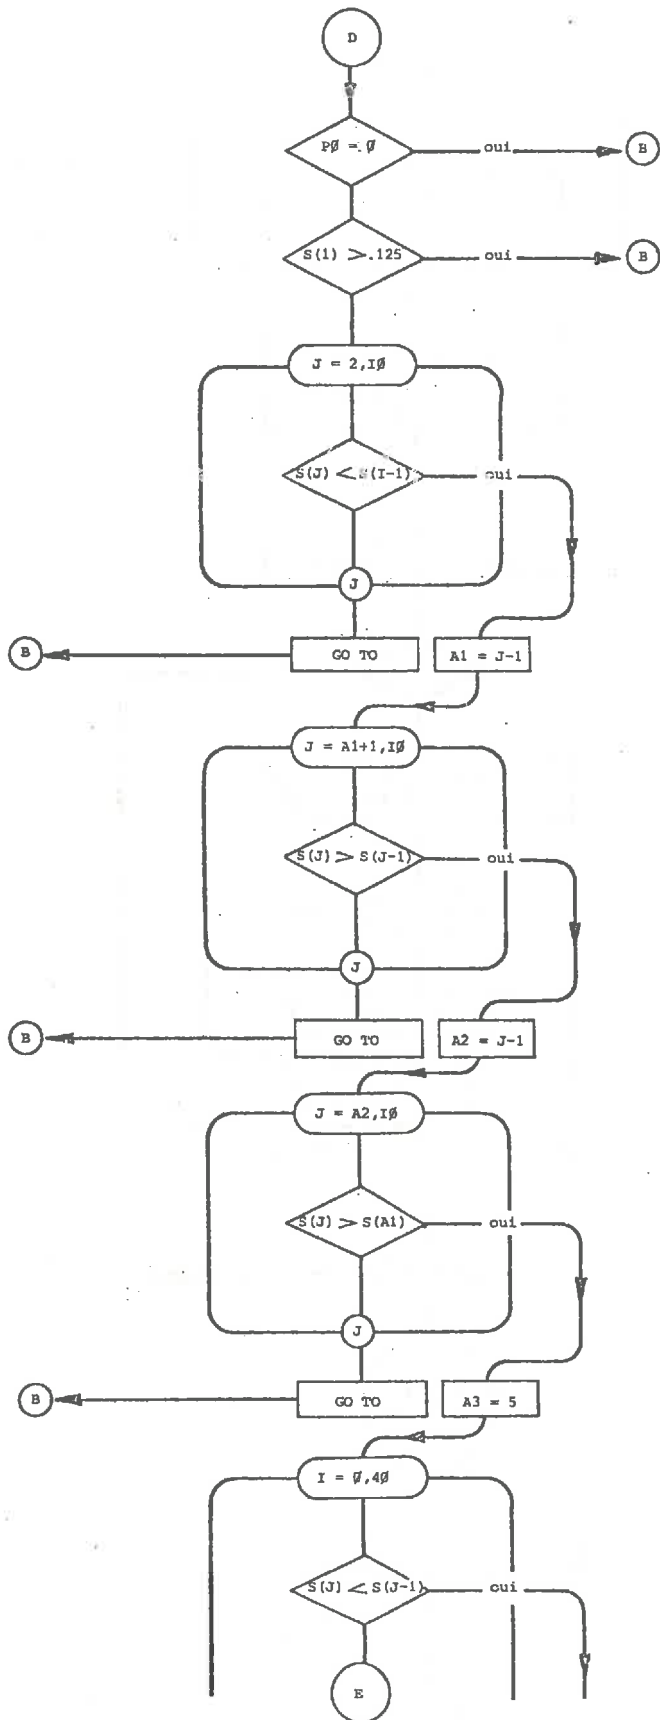 D
PØ = Ø oui B
S(1) > .125 oui B
J = 2,IØ
S(J) < S(I-1) oui
J
B GO TO A1 = J-1
J = A1+1,IØ
S(J) > S(J-1) oui
J
B GO TO A2 = J-1
J = A2,IØ
S(J) > S(A1) oui
J
B GO TO A3 = 5
I = Ø,4Ø
S(J) < S(J-1) oui
E